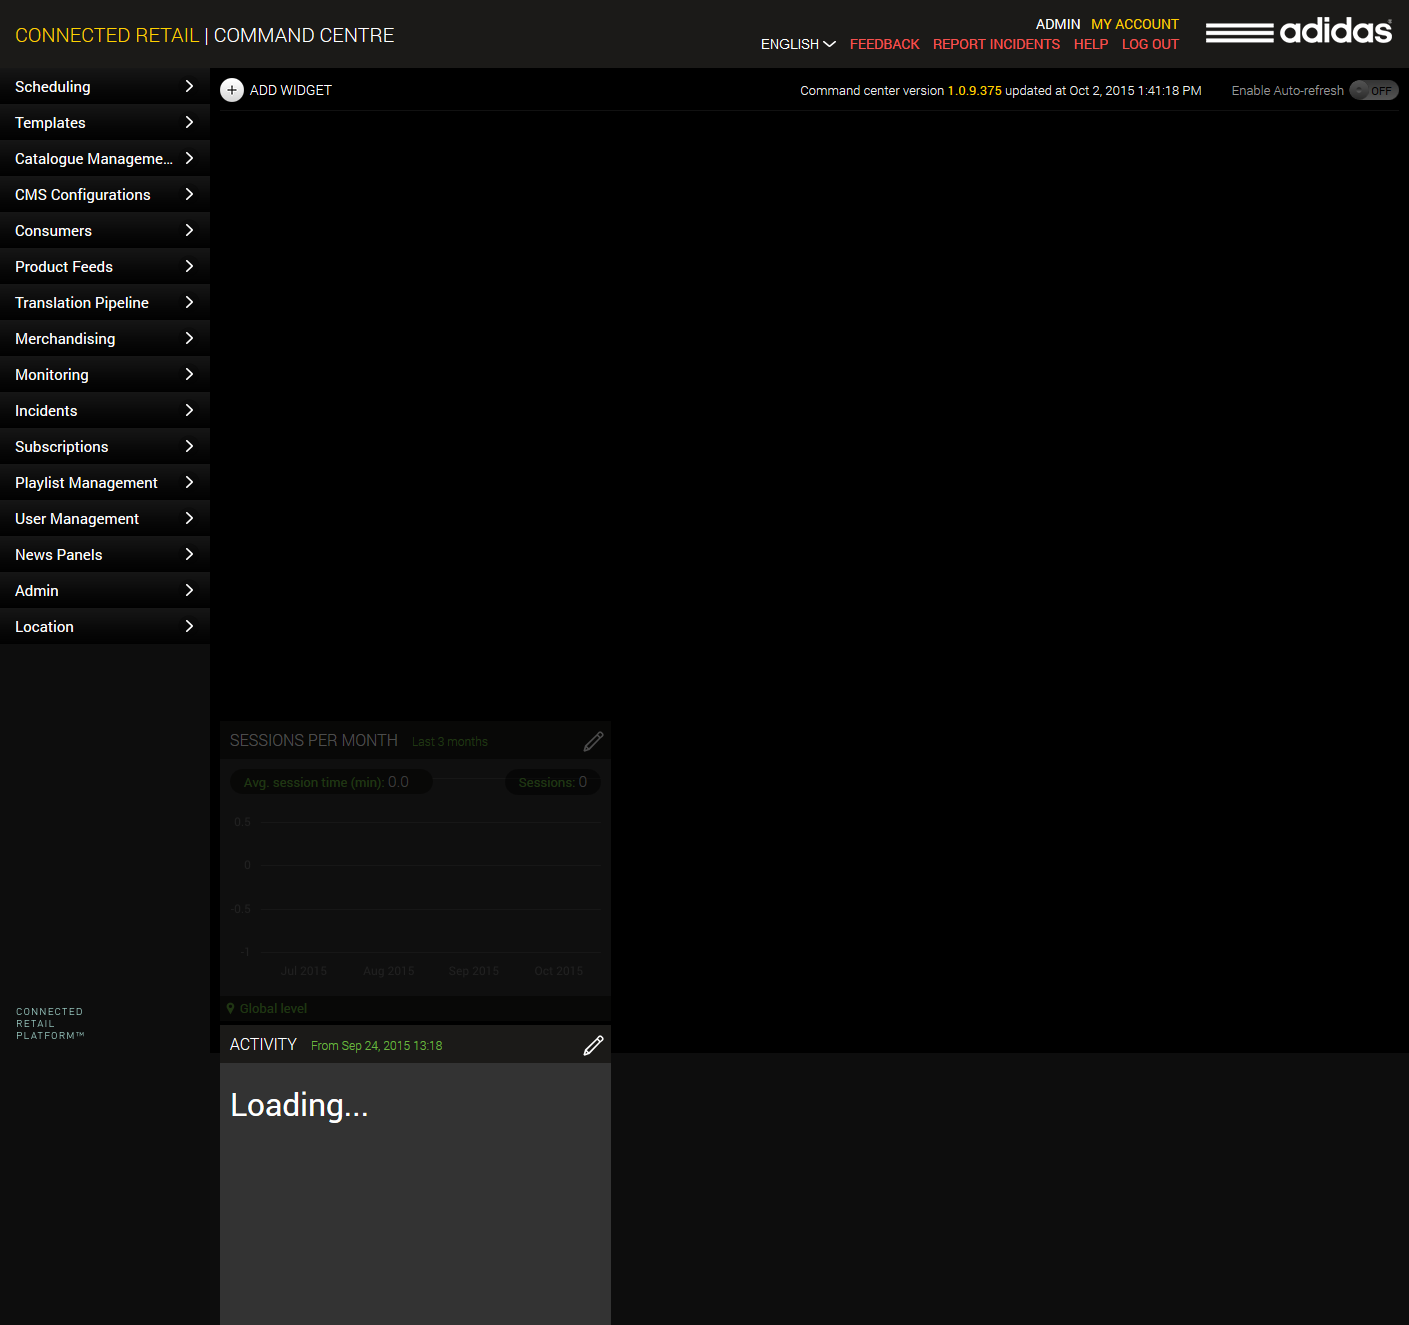 CONNECTED RETAIL | COMMAND CENTRE
ADMIN MY ACCOUNT
ENGLISH FEEDBACK REPORT INCIDENTS HELP LOG OUT
adidas
Scheduling
Templates
Catalogue Manageme...
CMS Configurations
Consumers
Product Feeds
Translation Pipeline
Merchandising
Monitoring
Incidents
Subscriptions
Playlist Management
User Management
News Panels
Admin
Location
CONNECTED
RETAIL
PLATFORM™
ADD WIDGET
Command center version 1.0.9.375 updated at Oct 2, 2015 1:41:18 PM
Enable Auto-refresh OFF
SESSIONS PER MONTH Last 3 months
Avg. session time (min): 0.0 Sessions: 0
0.5
0
-0.5
-1
Jul 2015 Aug 2015 Sep 2015 Oct 2015
Global level
ACTIVITY From Sep 24, 2015 13:18
Loading...